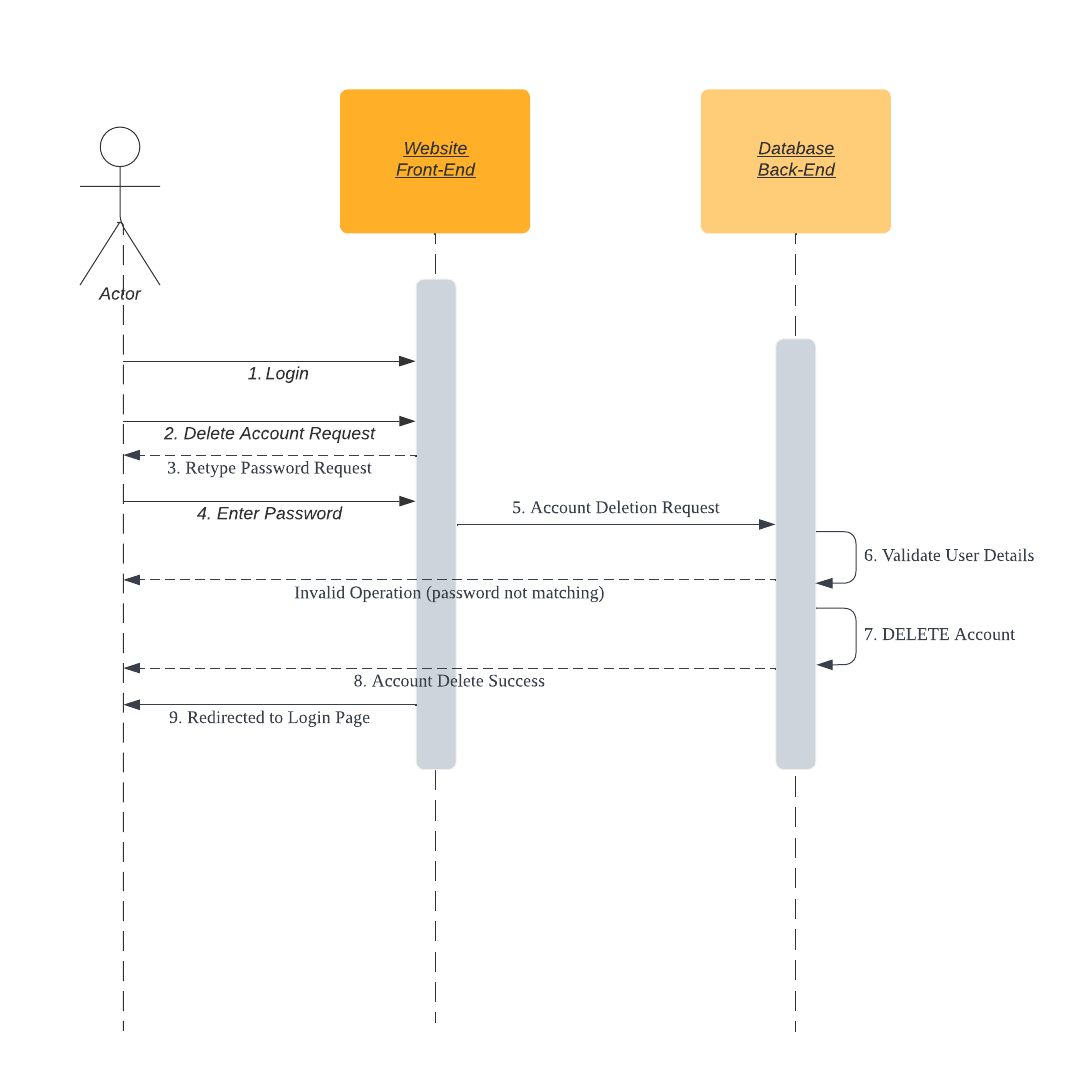 Website
Front-End
Database
Back-End
Actor
1. Login
2. Delete Account Request
3. Retype Password Request
4. Enter Password
5. Account Deletion Request
6. Validate User Details
Invalid Operation (password not matching)
7. DELETE Account
8. Account Delete Success
9. Redirected to Login Page